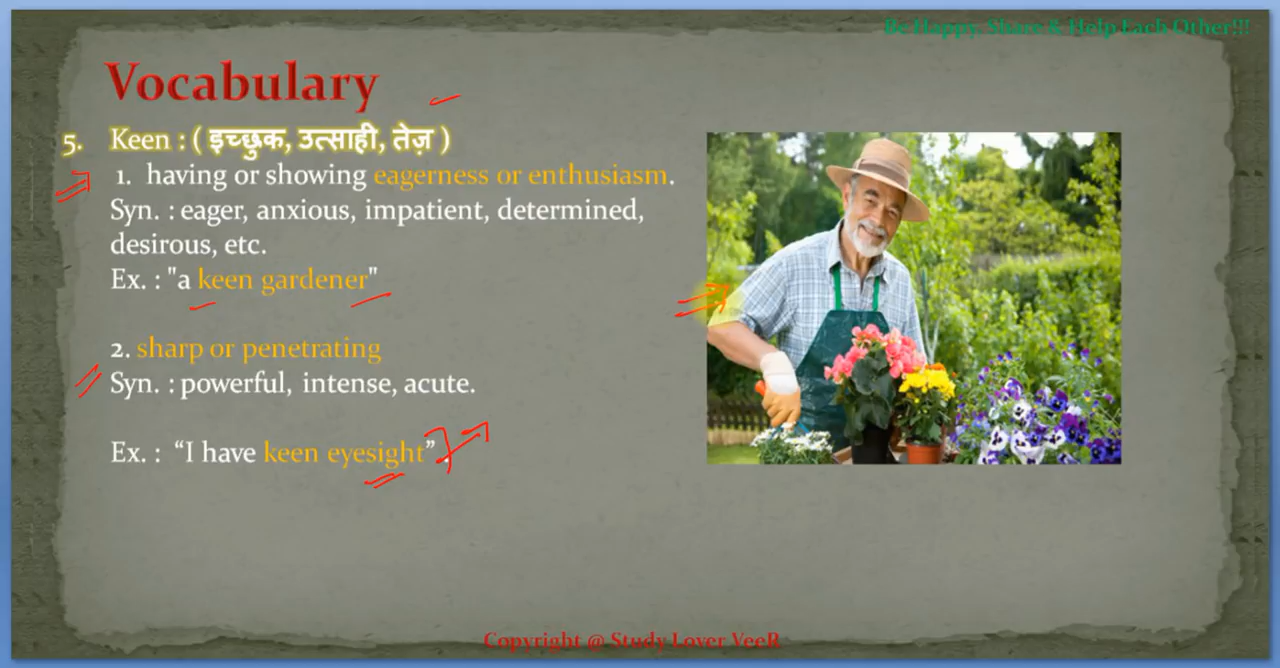 Be Happy, Share & Help Each Other!!!
Vocabulary
5. Keen : ( इच्छुक, उत्साही, तेज़ )
1. having or showing eagerness or enthusiasm.
Syn. : eager, anxious, impatient, determined,
desirous, etc.
Ex. : "a keen gardener"
2. sharp or penetrating
Syn. : powerful, intense, acute.
Ex. : “I have keen eyesight”.
Copyright @ Study Lover VeeR